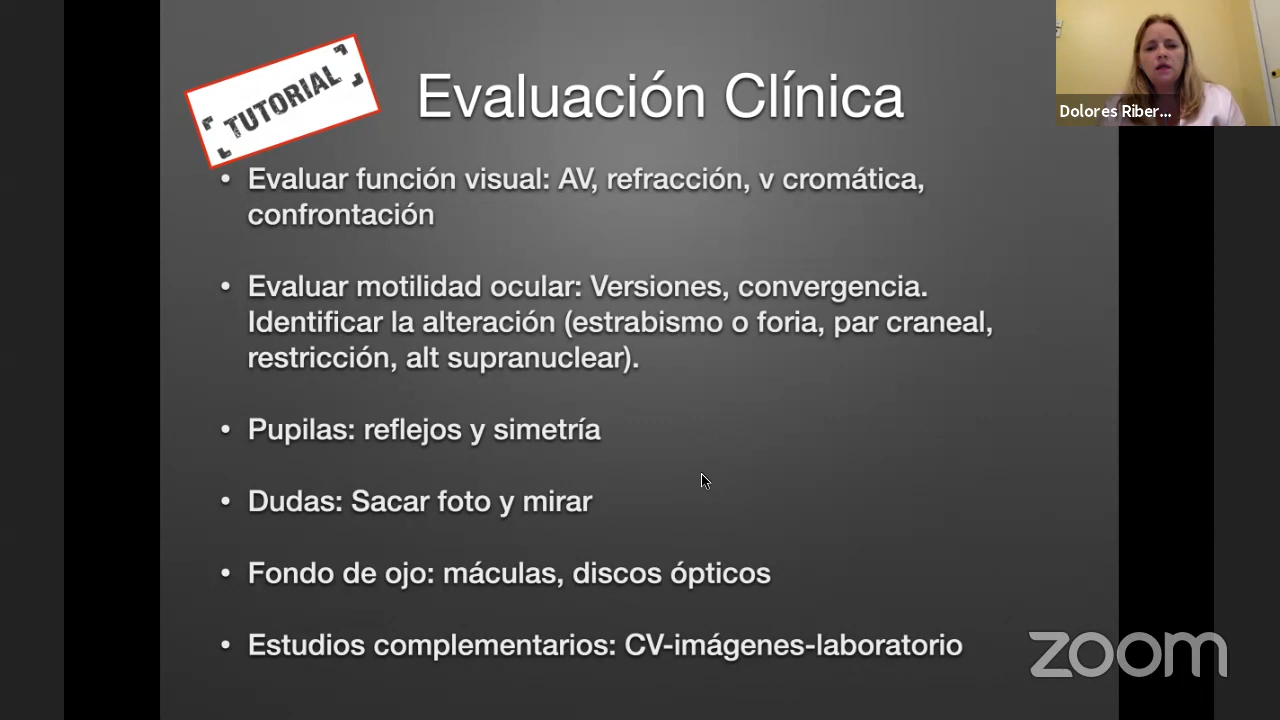 TUTORIAL
Evaluación Clínica
Dolores Riber...
• Evaluar función visual: AV, refracción, v cromática,
confrontación
• Evaluar motilidad ocular: Versiones, convergencia.
Identificar la alteración (estrabismo o foria, par craneal,
restricción, alt supranuclear).
• Pupilas: reflejos y simetría
• Dudas: Sacar foto y mirar
• Fondo de ojo: máculas, discos ópticos
• Estudios complementarios: CV-imágenes-laboratorio
zoom